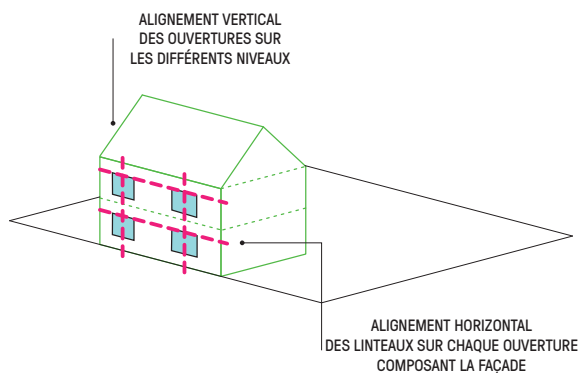 ALIGNEMENT VERTICAL
DES OUVERTURES SUR
LES DIFFÉRENTS NIVEAUX
ALIGNEMENT HORIZONTAL
DES LINTEAUX SUR CHAQUE OUVERTURE
COMPOSANT LA FAÇADE